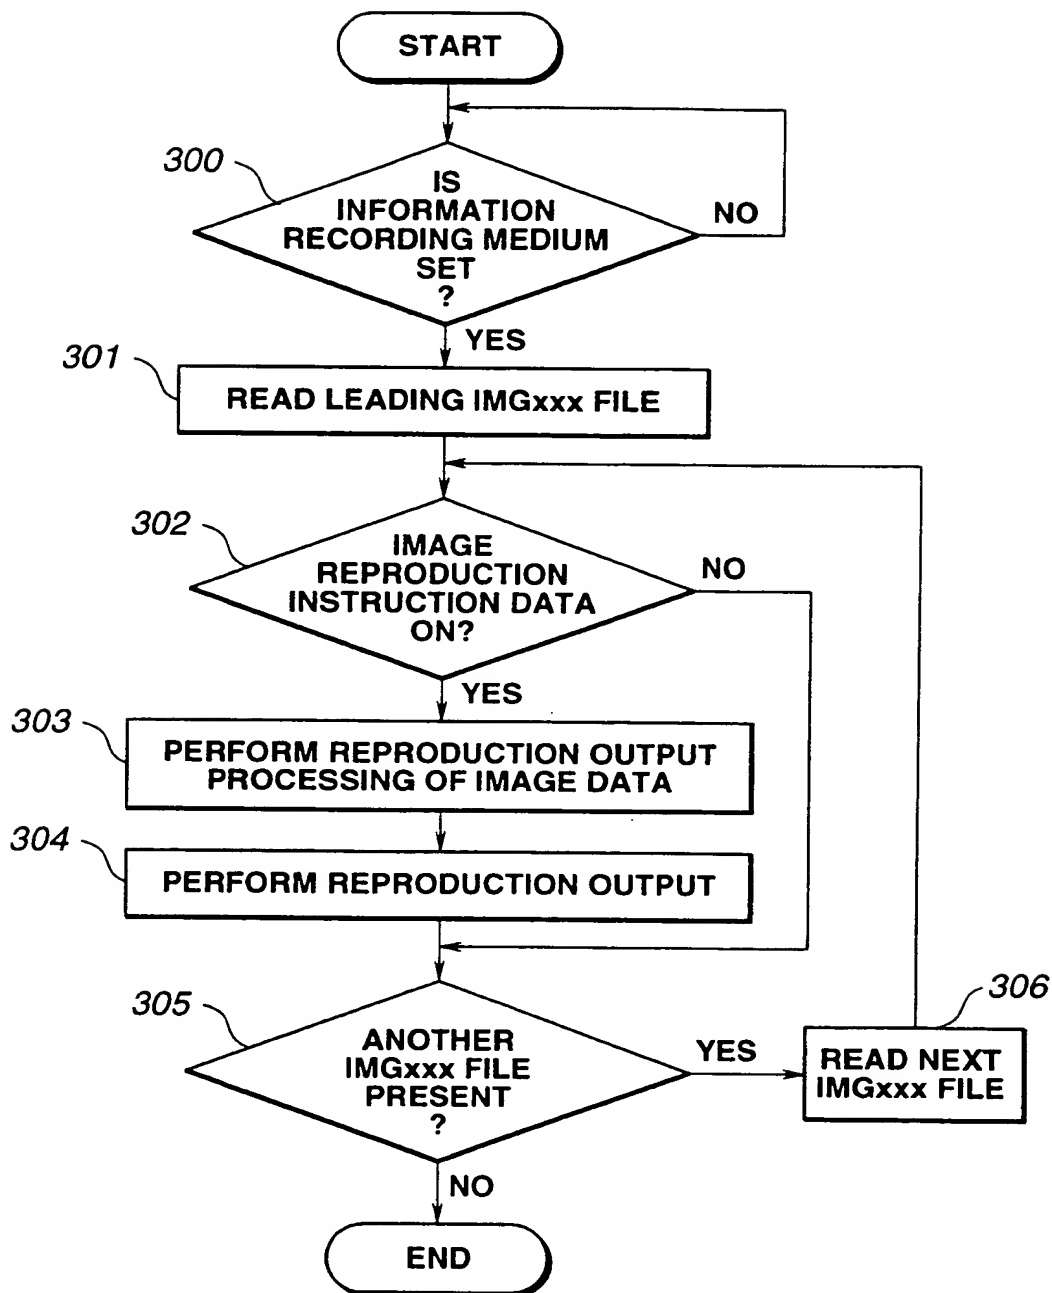 START
300
IS
INFORMATION
RECORDING MEDIUM
SET
?
NO
YES
301
READ LEADING IMGxxx FILE
302
IMAGE
REPRODUCTION
INSTRUCTION DATA
ON?
NO
YES
303
PERFORM REPRODUCTION OUTPUT
PROCESSING OF IMAGE DATA
304
PERFORM REPRODUCTION OUTPUT
305
ANOTHER
IMGxxx FILE
PRESENT
?
YES
306
READ NEXT
IMGxxx FILE
NO
END